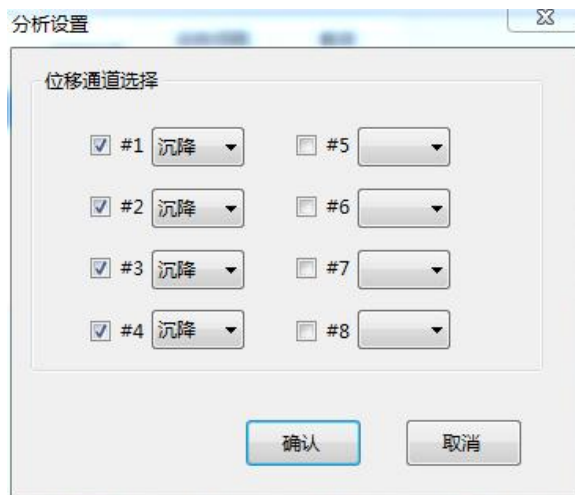 分析设置
位移通道选择
#1 沉降 #5
#2 沉降 #6
#3 沉降 #7
#4 沉降 #8
确认 取消